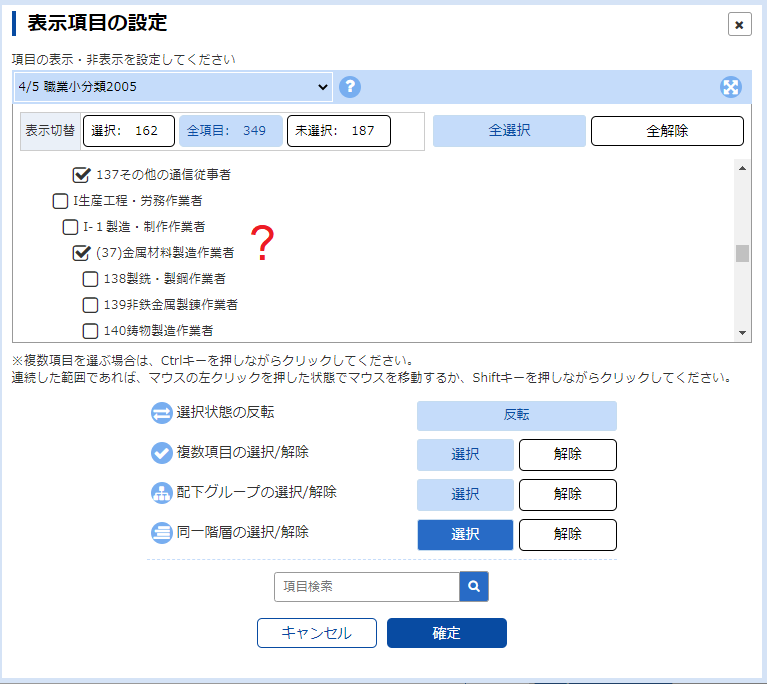 表示項目の設定
×
項目の表示・非表示を設定してください
4/5 職業小分類2005
?
表示切替
選択： 162
全項目： 349
未選択： 187
全選択
全解除
137その他の通信従事者
I生産工程・労務作業者
I-１製造・制作作業者
(37)金属材料製造作業者
?
138製銑・製鋼作業者
139非鉄金属製錬作業者
140鋳物製造作業者
※複数項目を選ぶ場合は、Ctrlキーを押しながらクリックしてください。
連続した範囲であれば、マウスの左クリックを押した状態でマウスを移動するか、Shiftキーを押しながらクリックしてください。
選択状態の反転
反転
複数項目の選択/解除
選択
解除
配下グループの選択/解除
選択
解除
同一階層の選択/解除
選択
解除
項目検索
キャンセル
確定